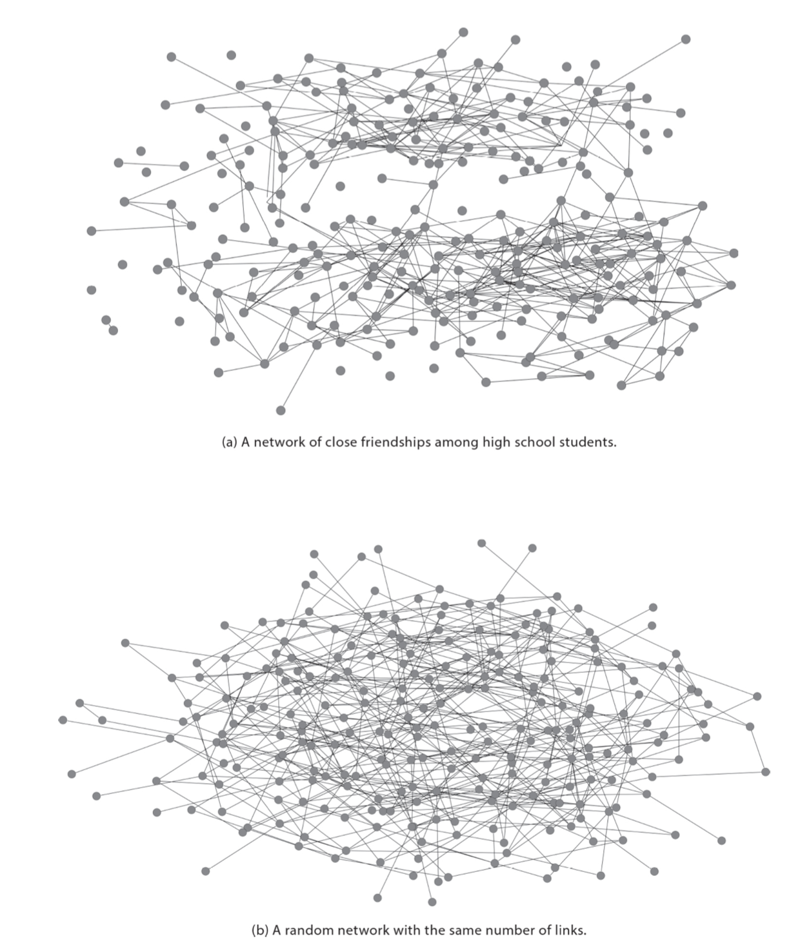 (a) A network of close friendships among high school students.
(b) A random network with the same number of links.